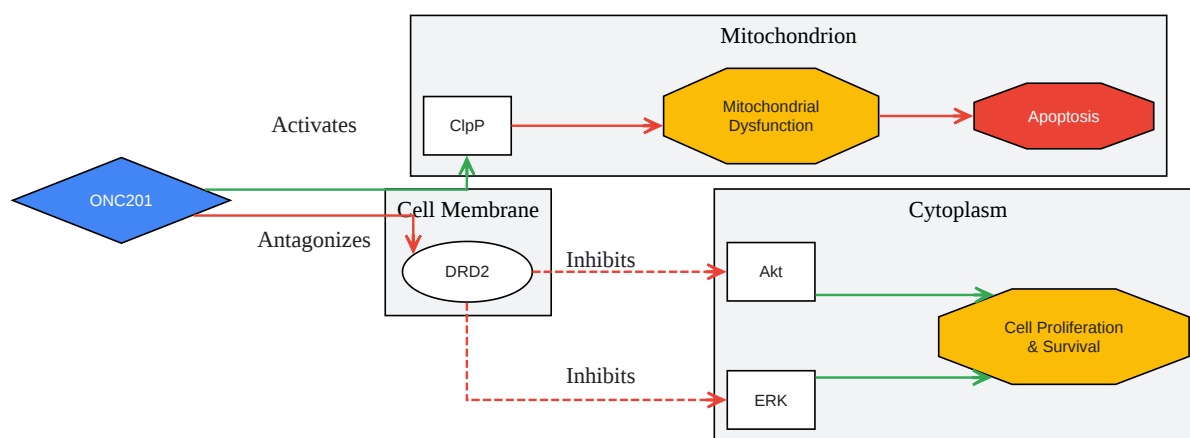 Mitochondrion
Activates
ClpP
Mitochondrial
Dysfunction
Apoptosis
ONC201
Antagonizes
Cell Membrane
DRD2
Inhibits
Inhibits
Cytoplasm
Akt
ERK
Cell Proliferation
& Survival